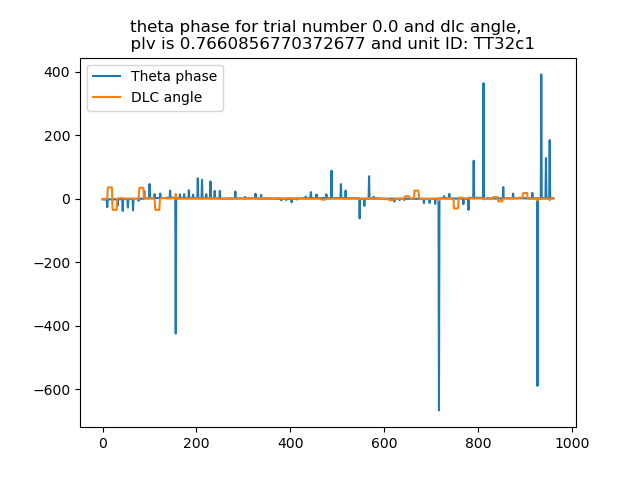 theta phase for trial number 0.0 and dlc angle,
plv is 0.7660856770372677 and unit ID: TT32c1
Theta phase
DLC angle
400
200
0
−200
−400
−600
0 200 400 600 800 1000